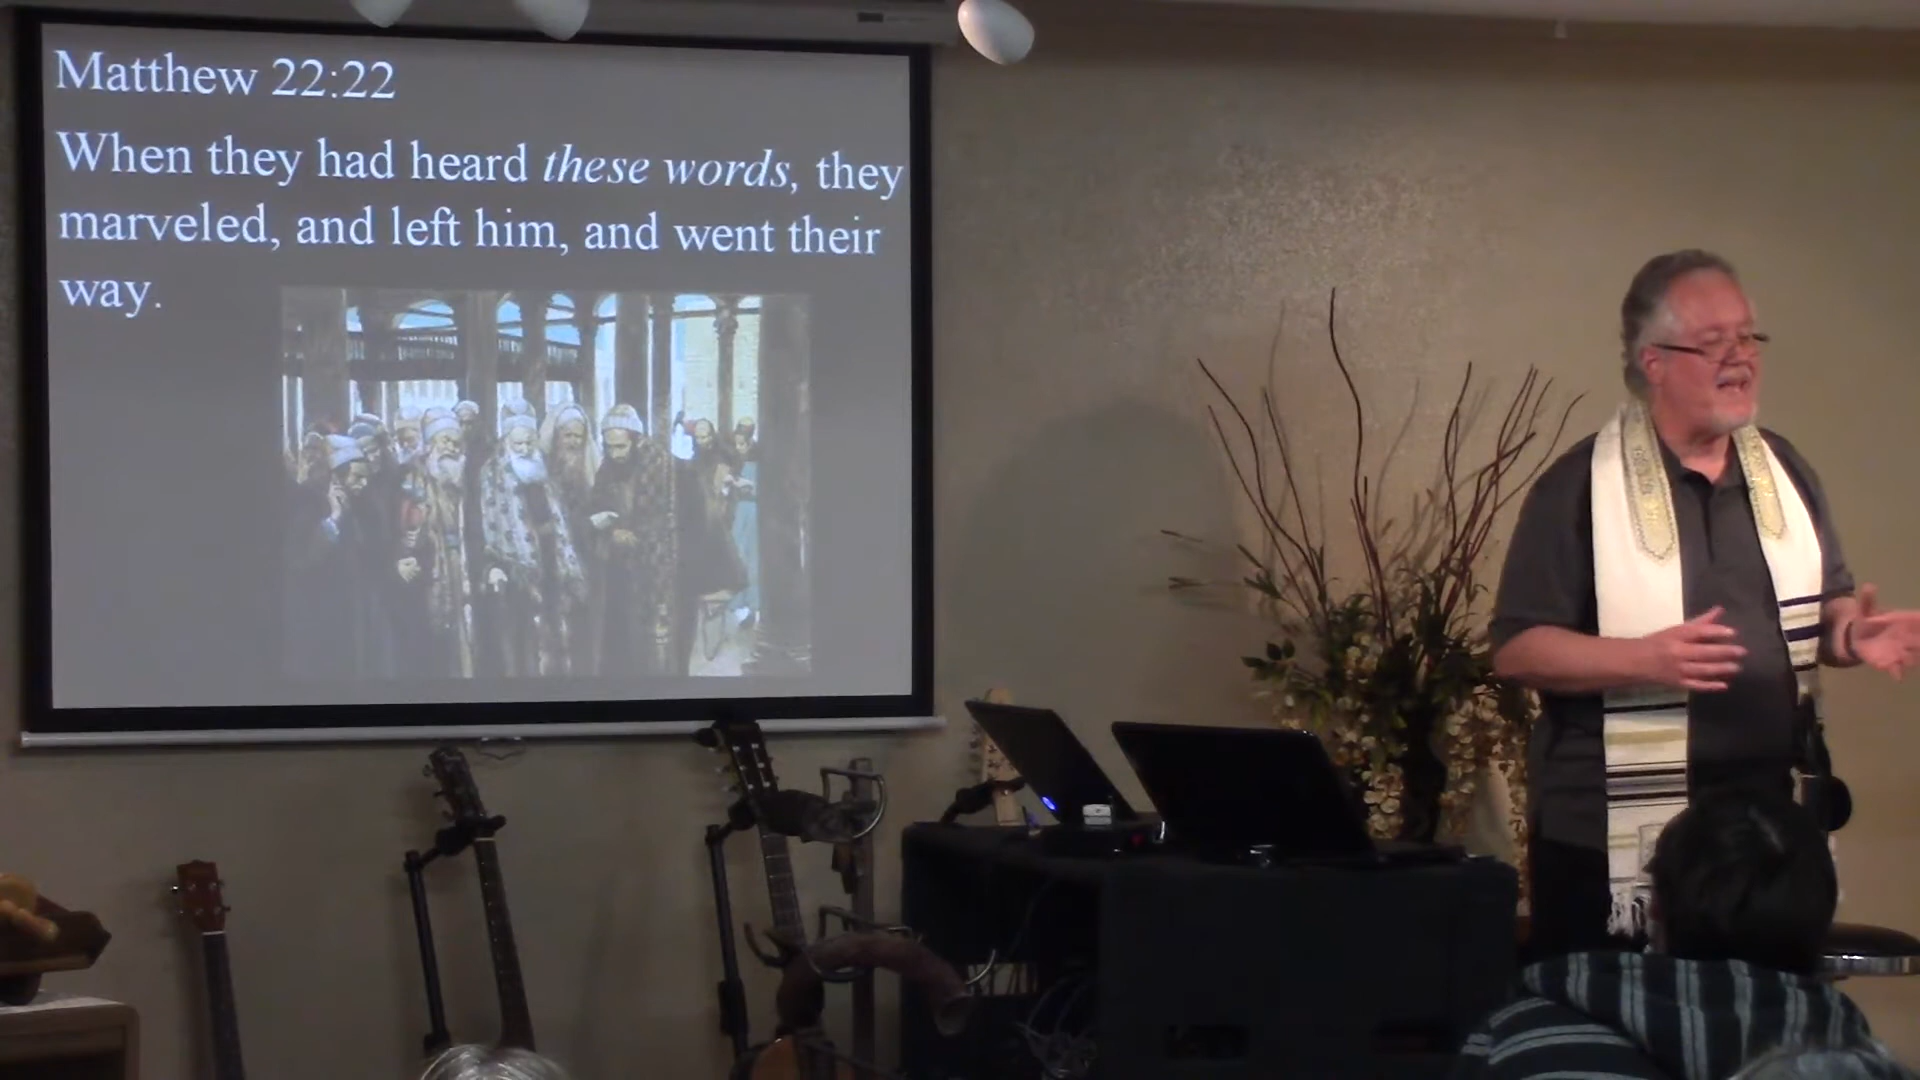 Matthew 22:22
When they had heard these words, they
marveled, and left him, and went their
way.